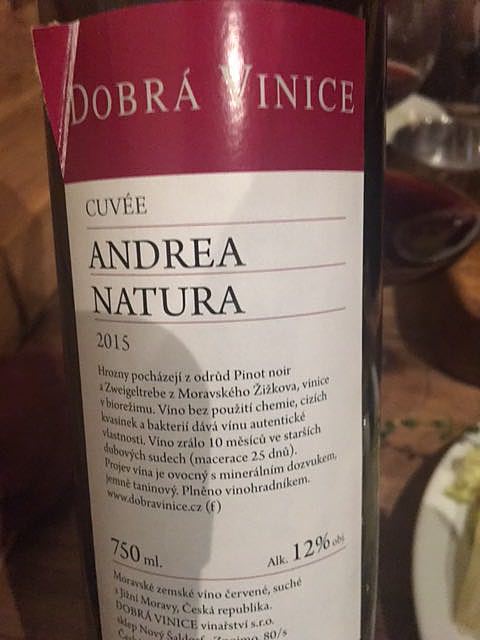 DOBRÁ VINICE
CUVÉE
ANDREA
NATURA
2015
Hrozny pocházejí z odrůd Pinot noir
a Zweigeltrebe z Moravského Žižkova, vinice
v biorežimu. Víno bez použití chemie, cizích
kvasinek a bakterií dává vínu autentické
vlastnosti. Víno zrálo 10 měsíců ve starších
dubových sudech (macerace 25 dnů).
Projev vína je ovocný s minerálním dozvukem,
jemně taninový. Plněno vinohradníkem.
www.dobravinice.cz (f)
750 ml.
Alk. 12% obj.
Moravské zemské víno červené, suché
z Jižní Moravy, Česká republika.
DOBRÁ VINICE vinařství s.r.o.
sklep Nový Šaldorf, Znojmo, 80/s